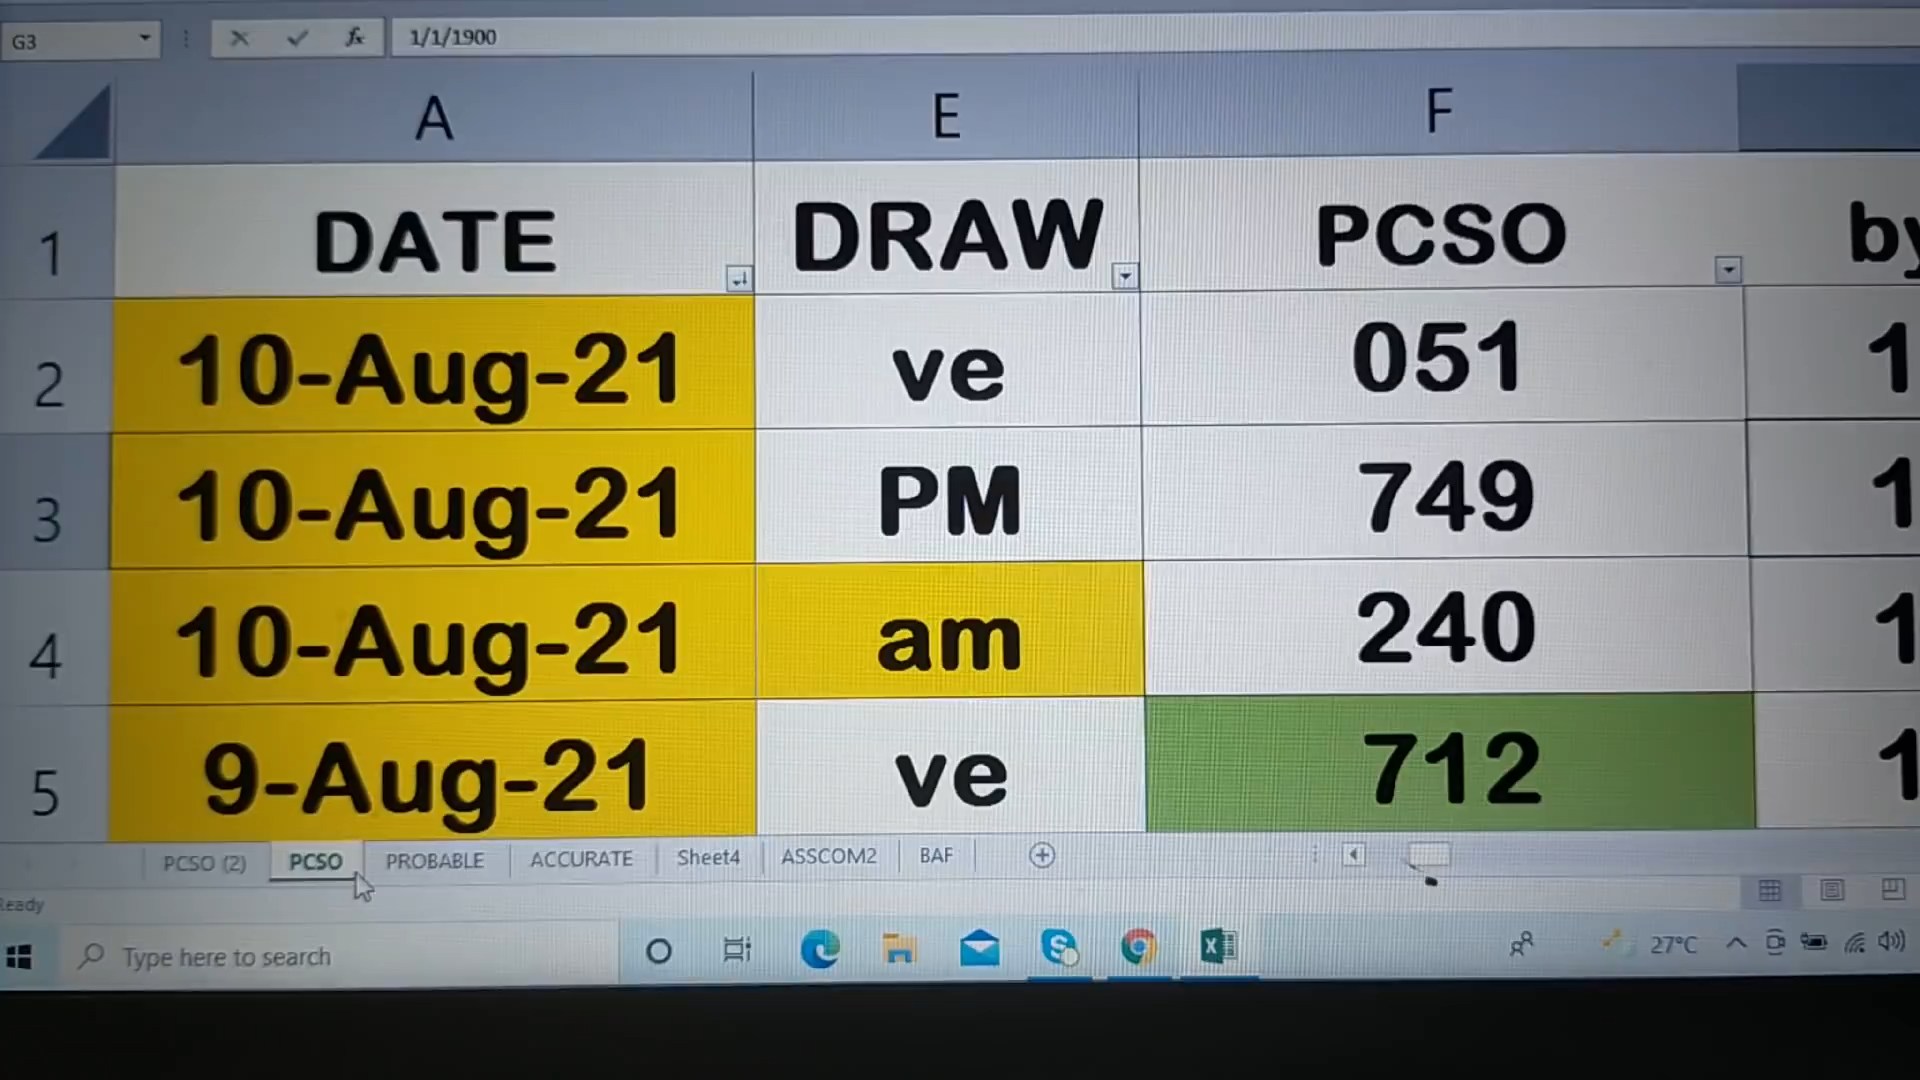 G3 1/1/1900
A E F
1 DATE DRAW PCSO by
2 10-Aug-21 ve 051 1
3 10-Aug-21 PM 749 1
4 10-Aug-21 am 240 1
5 9-Aug-21 ve 712 1
PCSO (2) PCSO PROBABLE ACCURATE Sheet4 ASSCOM2 BAF
Ready
Type here to search 27°C